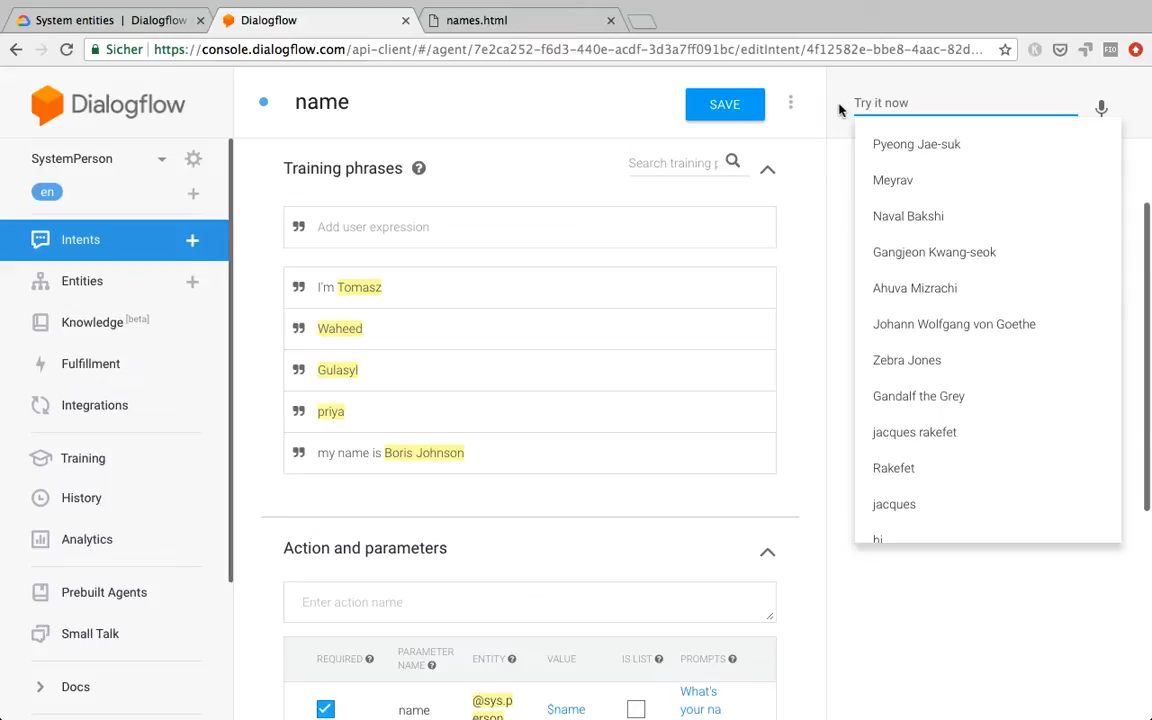 System entities | Dialogflow
Dialogflow
names.html
Sicher
https://console.dialogflow.com/api-client/#/agent/7e2ca252-f6d3-440e-acdf-3d3a7ff091bc/editIntent/4f12582e-bbe8-4aac-82d...
Dialogflow
name
SAVE
Try it now
SystemPerson
en
Intents
Entities
Knowledge [beta]
Fulfillment
Integrations
Training
History
Analytics
Prebuilt Agents
Small Talk
Docs
Training phrases
Search training p
Add user expression
I'm Tomasz
Waheed
Gulasyl
priya
my name is Boris Johnson
Action and parameters
Enter action name
REQUIRED
PARAMETER
NAME
ENTITY
VALUE
IS LIST
PROMPTS
name
@sys.p
erson
$name
What's
your na
Pyeong Jae-suk
Meyrav
Naval Bakshi
Gangjeon Kwang-seok
Ahuva Mizrachi
Johann Wolfgang von Goethe
Zebra Jones
Gandalf the Grey
jacques rakefet
Rakefet
jacques
hi